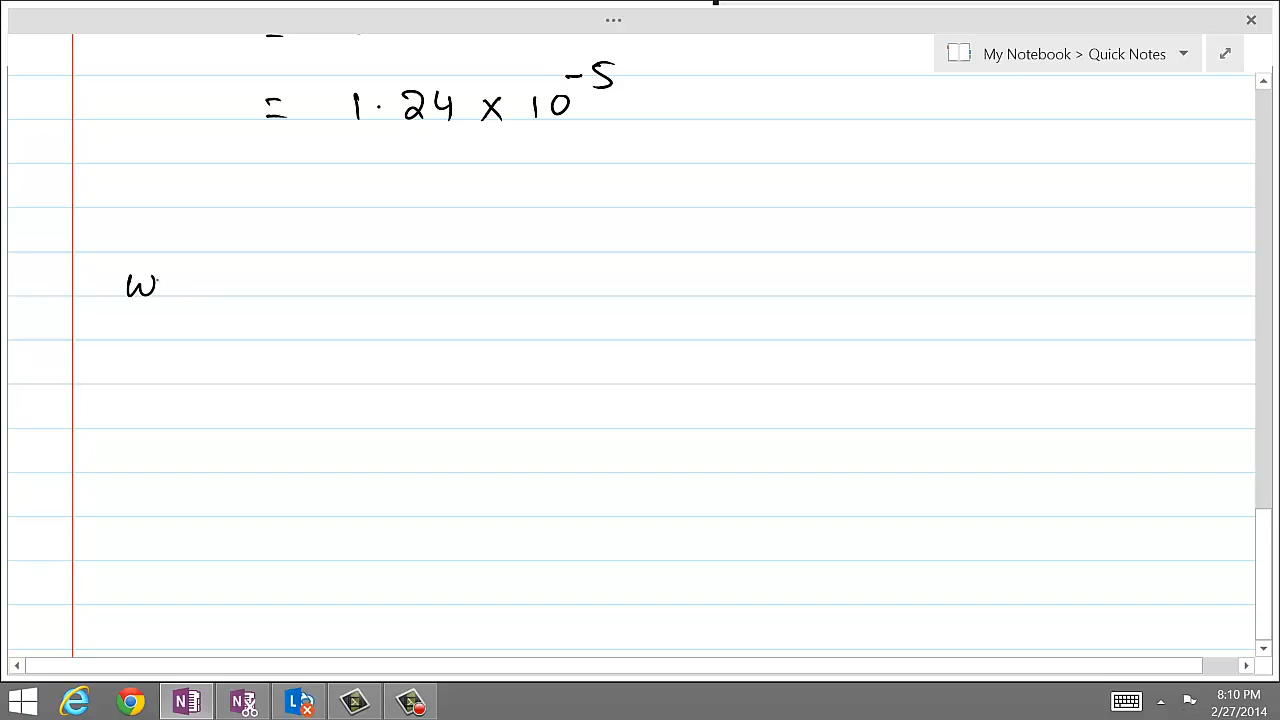 ...
My Notebook > Quick Notes
= 1.24 x 10^-5
W
8:10 PM
2/27/2014